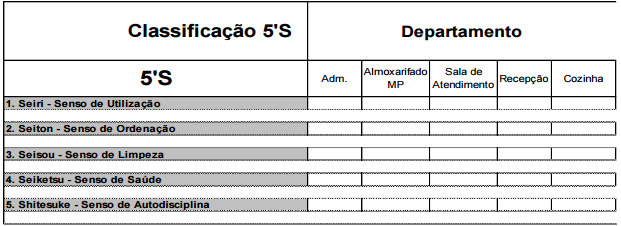 Classificação 5'S
Departamento
5'S
Adm.
Almoxarifado
MP
Sala de
Atendimento
Recepção
Cozinha
1. Seiri - Senso de Utilização
2. Seiton - Senso de Ordenação
3. Seisou - Senso de Limpeza
4. Seiketsu - Senso de Saúde
5. Shitesuke - Senso de Autodisciplina